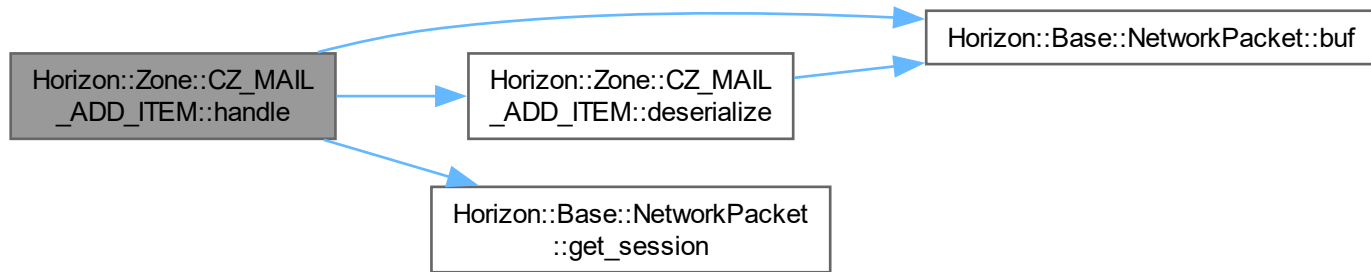 Horizon::Zone::CZ_MAIL
_ADD_ITEM::handle
Horizon::Zone::CZ_MAIL
_ADD_ITEM::deserialize
Horizon::Base::NetworkPacket::buf
Horizon::Base::NetworkPacket
::get_session